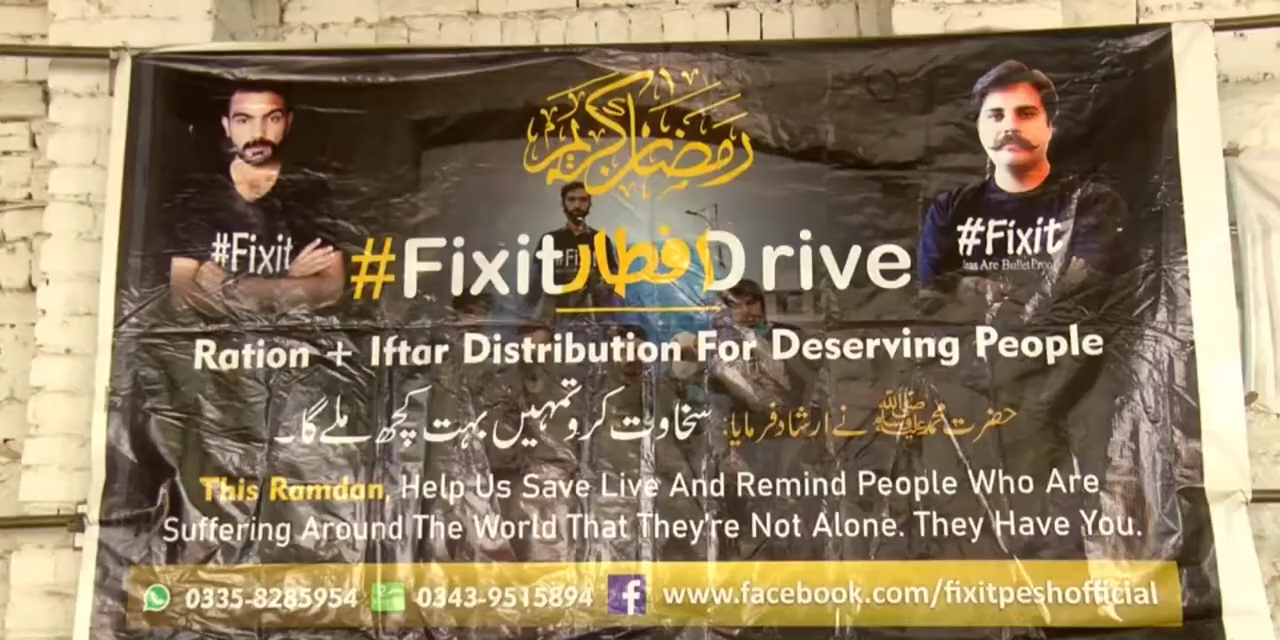 رمضان كريم
#Fixit افطار Drive
#Fixit
#Fixit
#Fixit
Ideas Are BulletProof
Ration + Iftar Distribution For Deserving People
حضرت محمد ﷺ نے ارشاد فرمایا: سخاوت کرو تمہیں بہت کچھ ملے گا۔
This Ramdan, Help Us Save Live And Remind People Who Are
Suffering Around The World That They're Not Alone. They Have You.
0335-8285954 0343-9515894 f www.facebook.com/fixitpeshofficial